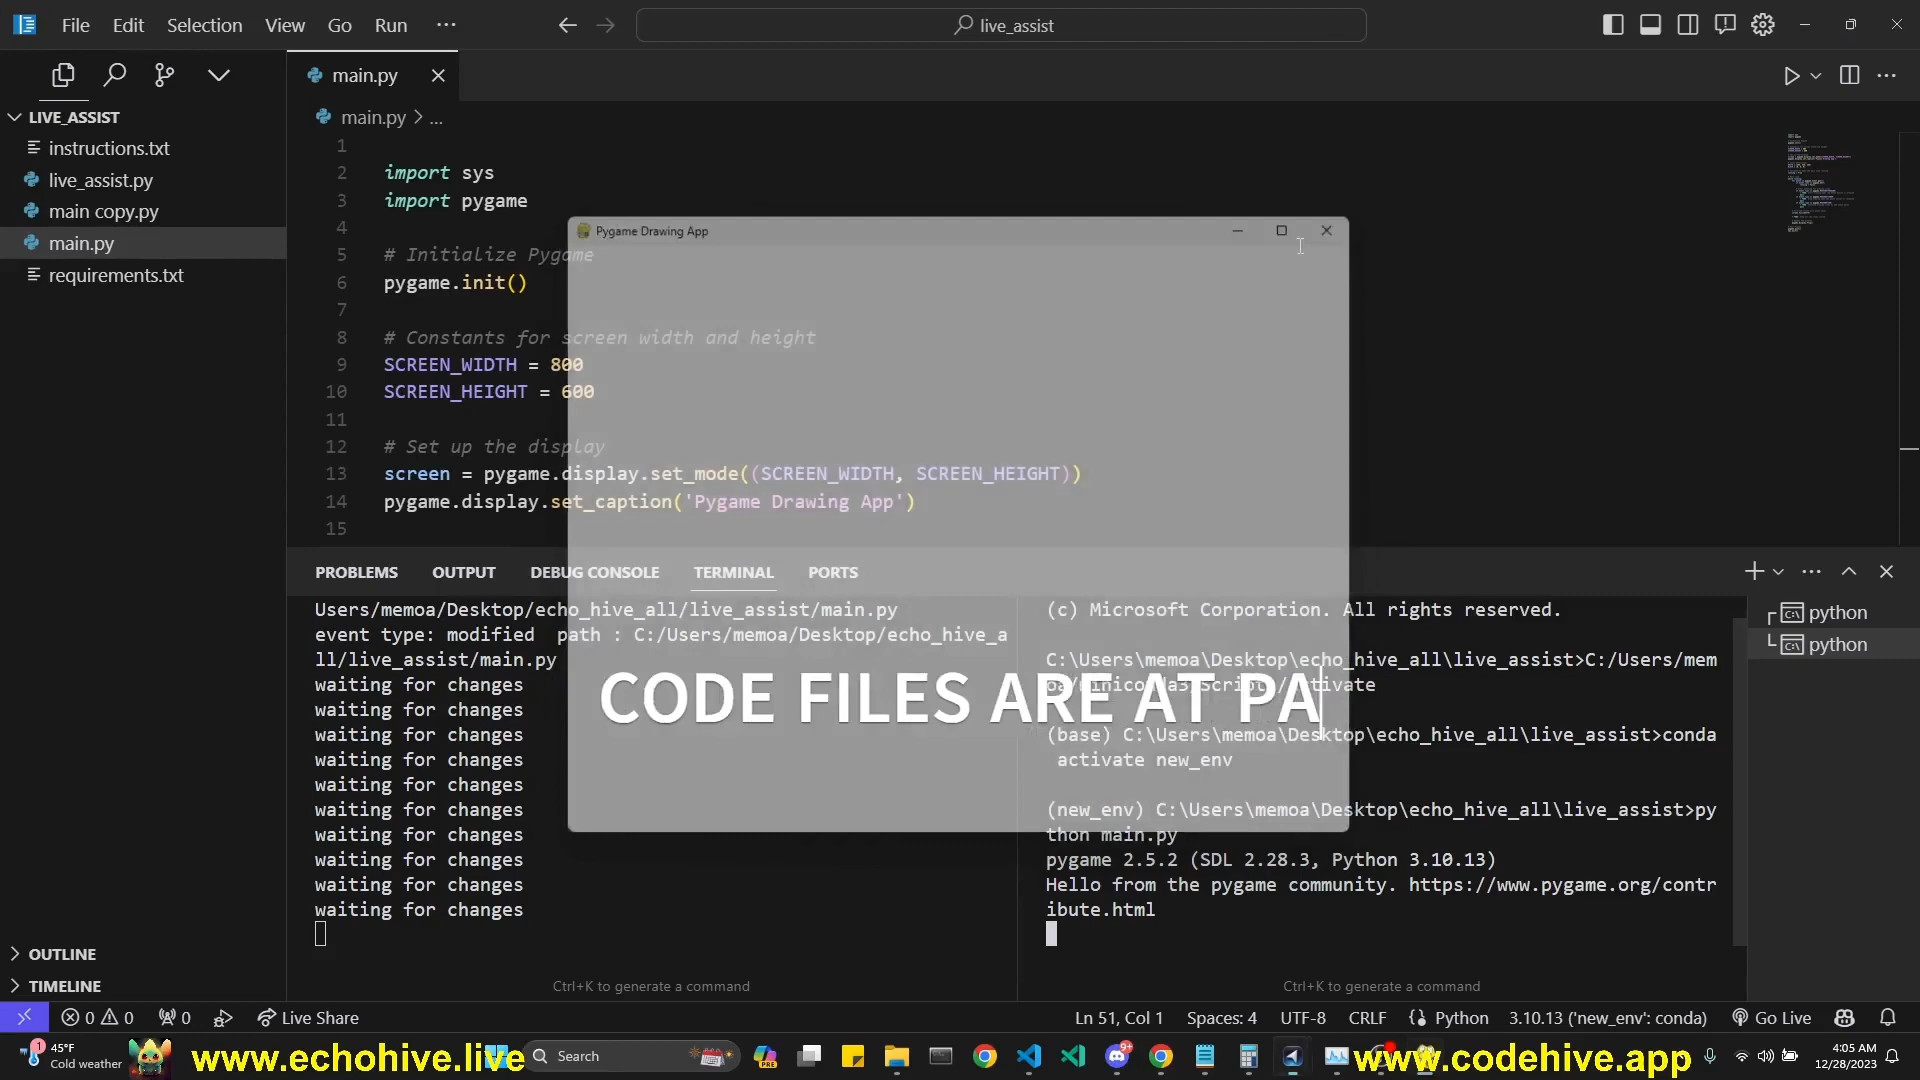 File Edit Selection View Go Run ...
live_assist
LIVE_ASSIST
instructions.txt
live_assist.py
main copy.py
main.py
requirements.txt
OUTLINE
TIMELINE
main.py
main.py > ...
1
2 import sys
3 import pygame
4
5 # Initialize Pygame
6 pygame.init()
7
8 # Constants for screen width and height
9 SCREEN_WIDTH = 800
10 SCREEN_HEIGHT = 600
11
12 # Set up the display
13 screen = pygame.display.set_mode((SCREEN_WIDTH, SCREEN_HEIGHT))
14 pygame.display.set_caption('Pygame Drawing App')
15
Pygame Drawing App
CODE FILES ARE AT PA
PROBLEMS OUTPUT DEBUG CONSOLE TERMINAL PORTS
Users/memoa/Desktop/echo_hive_all/live_assist/main.py
event type: modified path : C:/Users/memoa/Desktop/echo_hive_a
ll/live_assist/main.py
waiting for changes
waiting for changes
waiting for changes
waiting for changes
waiting for changes
waiting for changes
waiting for changes
waiting for changes
waiting for changes
waiting for changes
Ctrl+K to generate a command
(c) Microsoft Corporation. All rights reserved.
C:\Users\memoa\Desktop\echo_hive_all\live_assist>C:/Users/mem
(base) C:\Users\memoa\Desktop\echo_hive_all\live_assist>conda
activate new_env
(new_env) C:\Users\memoa\Desktop\echo_hive_all\live_assist>py
thon main.py
pygame 2.5.2 (SDL 2.28.3, Python 3.10.13)
Hello from the pygame community. https://www.pygame.org/contr
ibute.html
Ctrl+K to generate a command
python
python
0 0 0 Live Share Ln 51, Col 1 Spaces: 4 UTF-8 CRLF Python 3.10.13 ('new_env': conda) Go Live
1 45°F
Cold weather
www.echohive.live
Search
PRE
9+
www.codehive.app
4:05 AM
12/28/2023